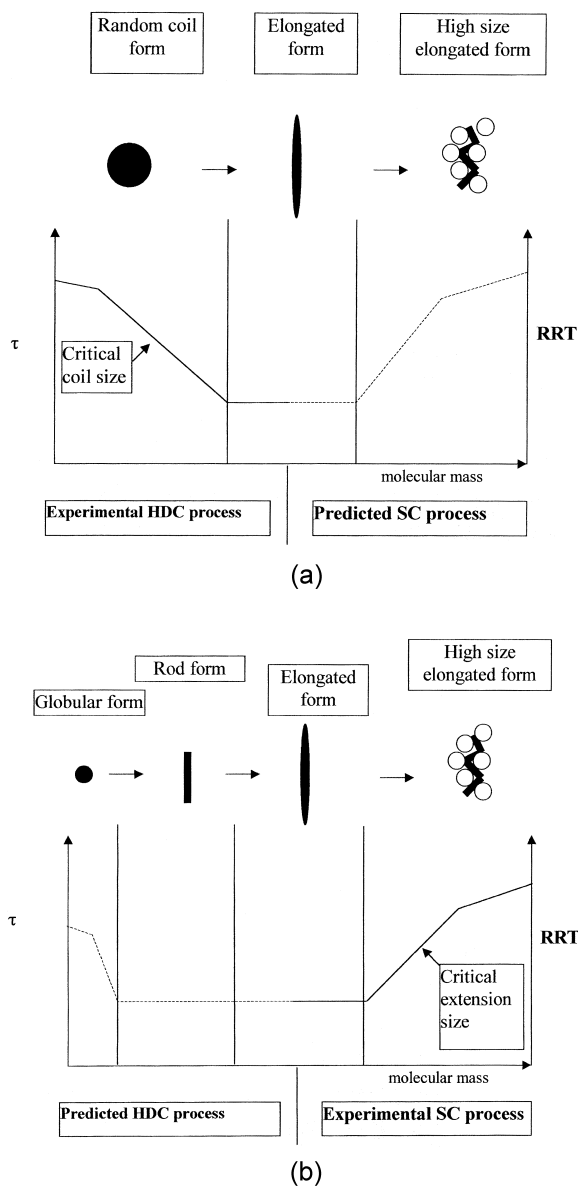 Random coil
form
Elongated
form
High size
elongated form
τ
RRT
Critical
coil size
molecular mass
Experimental HDC process
Predicted SC process
(a)
High size
elongated form
Rod form
Elongated
form
Globular form
τ
RRT
Critical
extension
size
molecular mass
Predicted HDC process
Experimental SC process
(b)